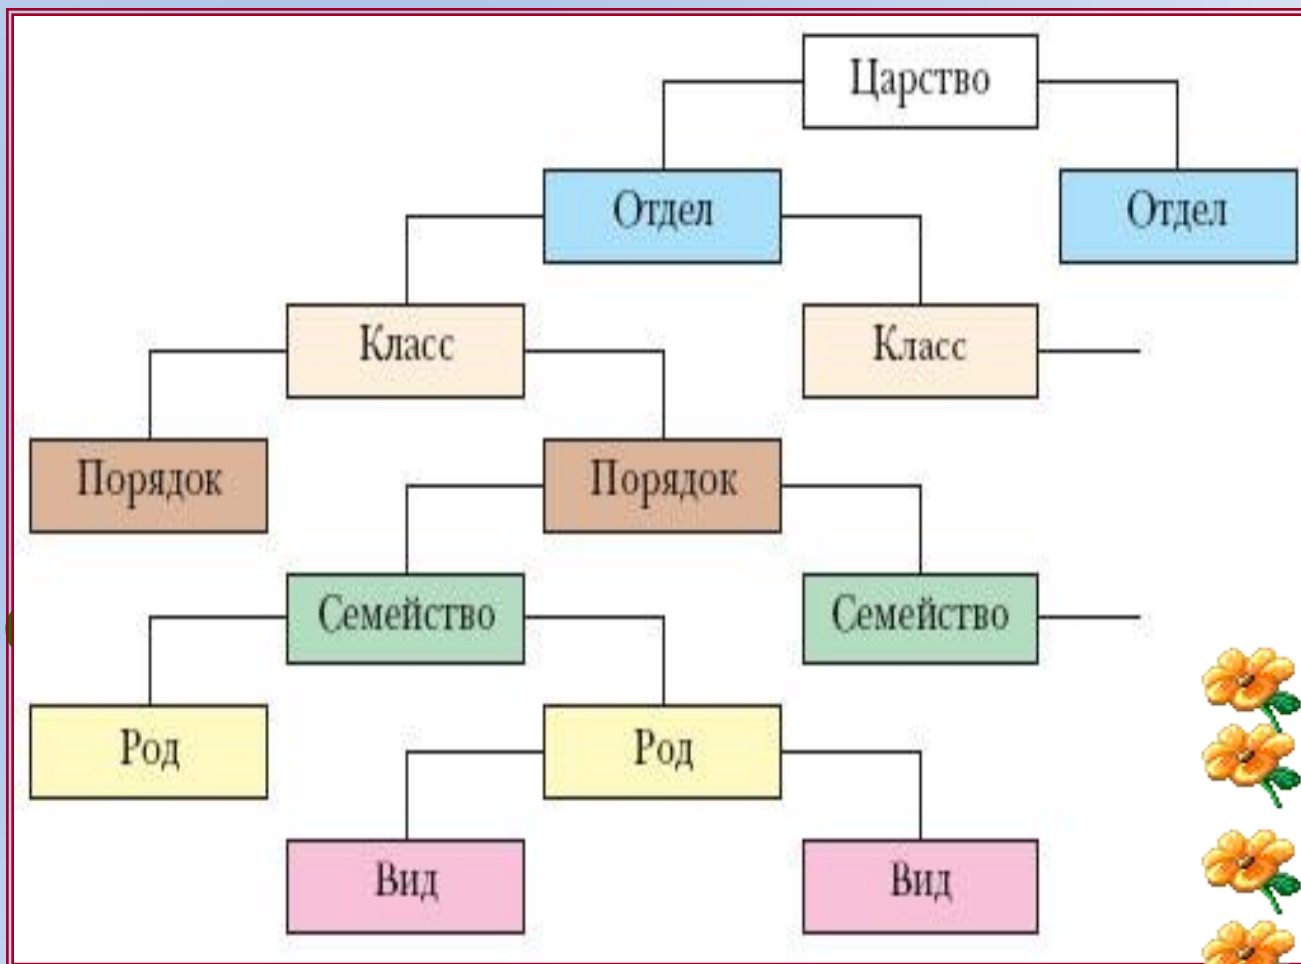 Царство
Отдел
Отдел
Класс
Класс
Порядок
Порядок
Семейство
Семейство
Род
Род
Вид
Вид